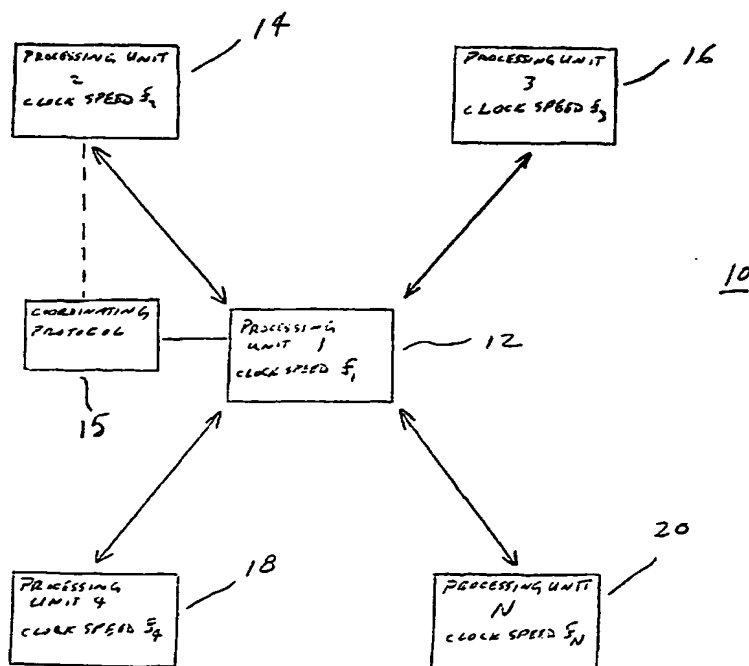 14
PROCESSING UNIT
2
CLOCK SPEED f₂
16
PROCESSING UNIT
3
CLOCK SPEED f₃
10
COORDINATING
PROTOCOL
15
PROCESSING
UNIT 1
CLOCK SPEED f₁
12
18
PROCESSING
UNIT 4
CLOCK SPEED f₄
20
PROCESSING UNIT
N
CLOCK SPEED f_N